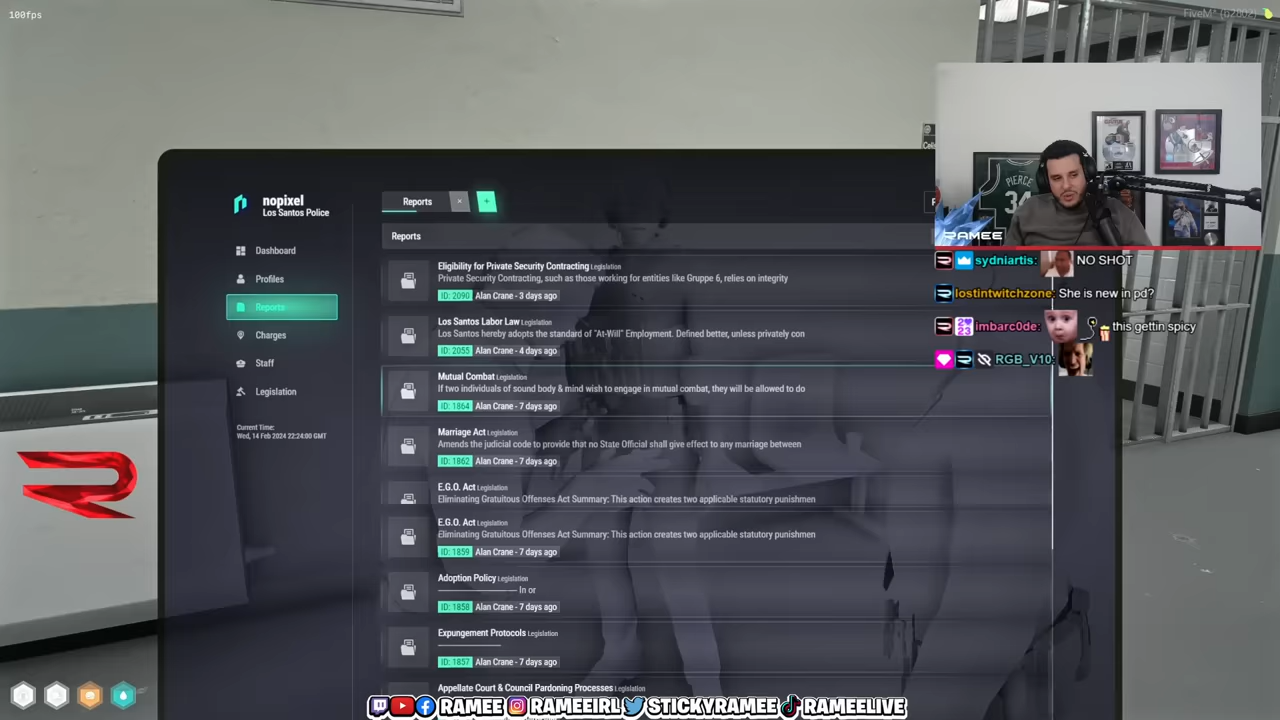 100fps
FiveM® (62802)
nopixel
Los Santos Police
Dashboard
Profiles
Reports
Charges
Staff
Legislation
Current Time:
Wed, 14 Feb 2024 22:24:00 GMT
Reports × +
Reports
Eligibility for Private Security Contracting Legislation
Private Security Contracting, such as those working for entities like Gruppe 6, relies on integrity
ID: 2090 Alan Crane - 3 days ago
Los Santos Labor Law Legislation
Los Santos hereby adopts the standard of "At-Will" Employment. Defined better, unless privately con
ID: 2055 Alan Crane - 4 days ago
Mutual Combat Legislation
If two individuals of sound body & mind wish to engage in mutual combat, they will be allowed to do
ID: 1864 Alan Crane - 7 days ago
Marriage Act Legislation
Amends the judicial code to provide that no State Official shall give effect to any marriage between
ID: 1862 Alan Crane - 7 days ago
E.G.O. Act Legislation
Eliminating Gratuitous Offenses Act Summary: This action creates two applicable statutory punishmen
E.G.O. Act Legislation
Eliminating Gratuitous Offenses Act Summary: This action creates two applicable statutory punishmen
ID: 1859 Alan Crane - 7 days ago
Adoption Policy Legislation
In or
ID: 1858 Alan Crane - 7 days ago
Expungement Protocols Legislation
ID: 1857 Alan Crane - 7 days ago
Appellate Court & Council Pardoning Processes Legislation
PIERCE
34
RAMEE
sydniartis: NO SHOT
lostintwitchzone: She is new in pd?
imbarc0de: this gettin spicy
RGB_V10:
RAMEE RAMEEIRL STICKYRAMEE RAMEELIVE